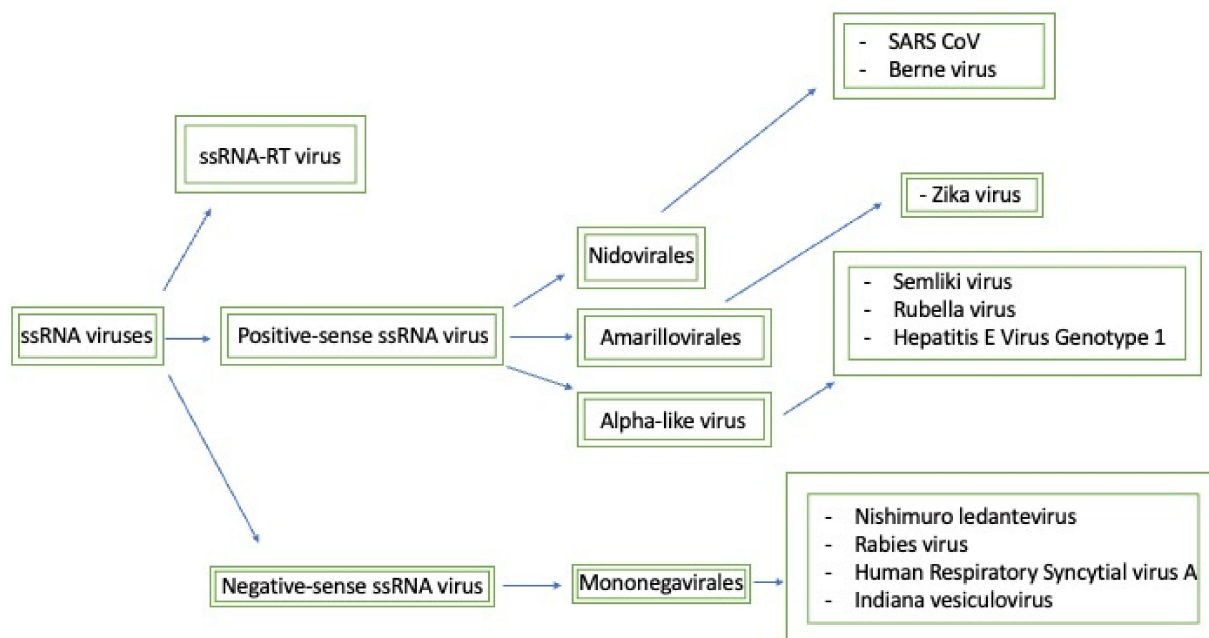 - SARS CoV
- Berne virus
ssRNA-RT virus
- Zika virus
Nidovirales
- Semliki virus
- Rubella virus
- Hepatitis E Virus Genotype 1
ssRNA viruses
Positive-sense ssRNA virus
Amarillovirales
Alpha-like virus
- Nishimuro ledantevirus
- Rabies virus
- Human Respiratory Syncytial virus A
- Indiana vesiculovirus
Negative-sense ssRNA virus
Mononegavirales